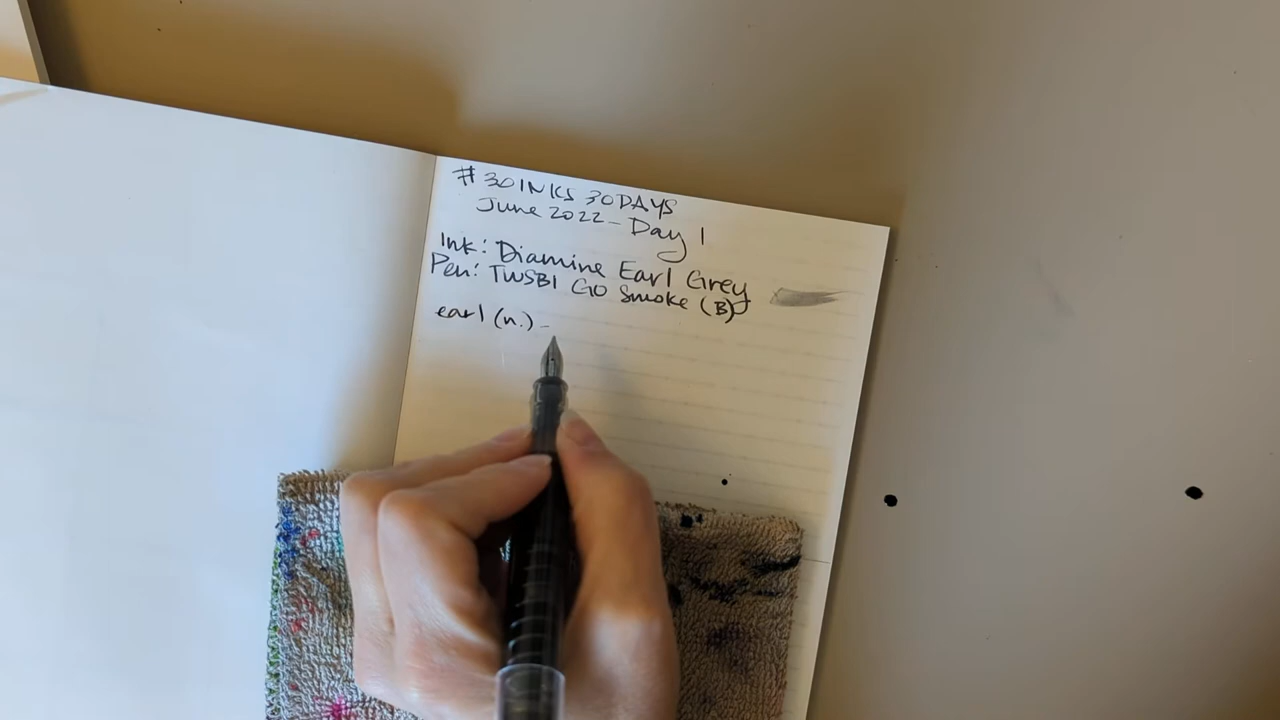 #30INKS 30DAYS
June 2022 - Day 1
Ink: Diamine Earl Grey
Pen: TWSBI GO Smoke (B)
earl (n.) -